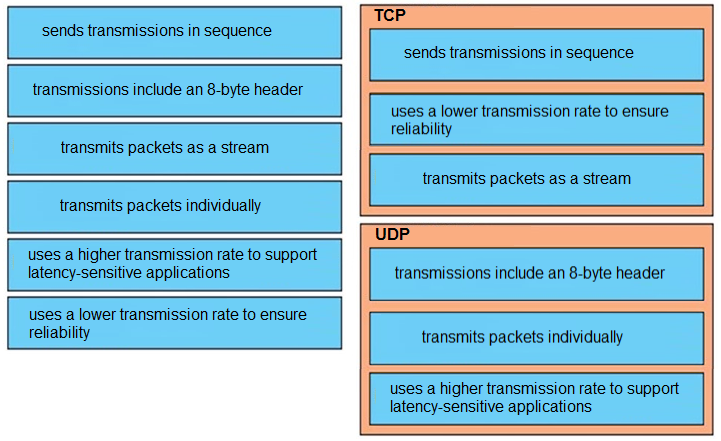 sends transmissions in sequence
transmissions include an 8-byte header
transmits packets as a stream
transmits packets individually
uses a higher transmission rate to support
latency-sensitive applications
uses a lower transmission rate to ensure
reliability
TCP
sends transmissions in sequence
uses a lower transmission rate to ensure
reliability
transmits packets as a stream
UDP
transmissions include an 8-byte header
transmits packets individually
uses a higher transmission rate to support
latency-sensitive applications